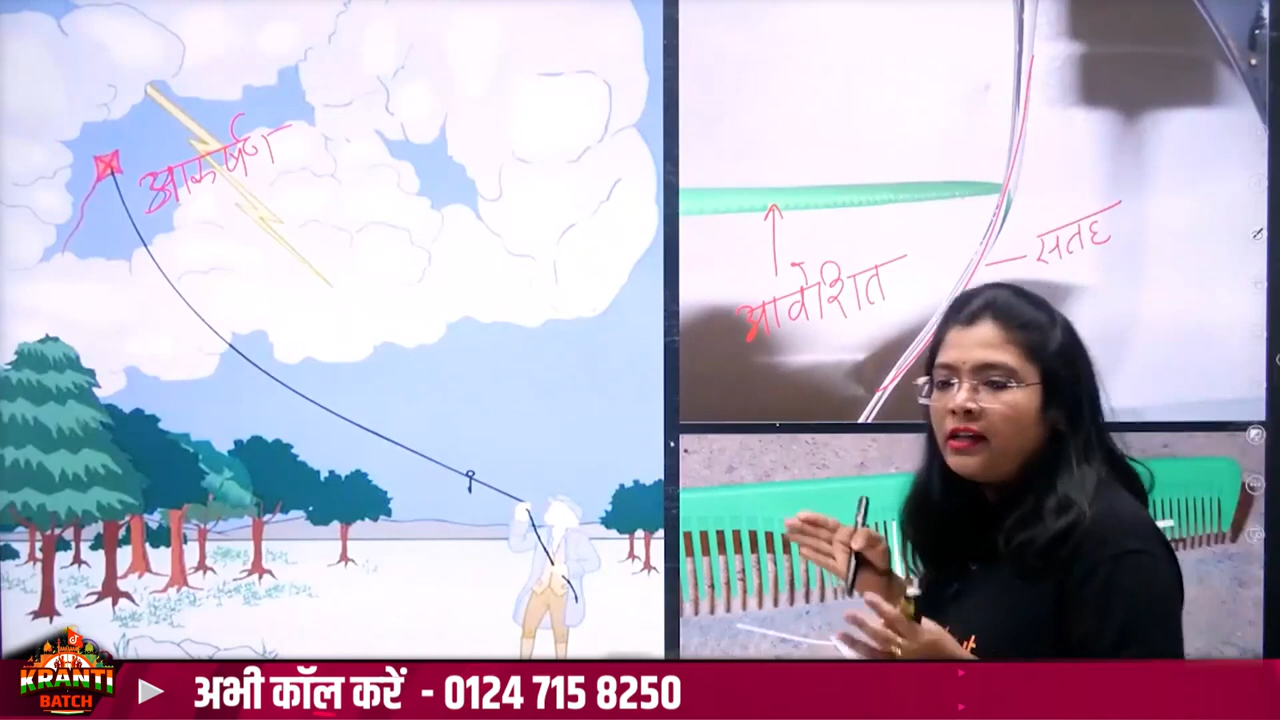 आकर्षण
आवेशित
सतह
KRANTI
BATCH
अभी कॉल करें - 0124 715 8250